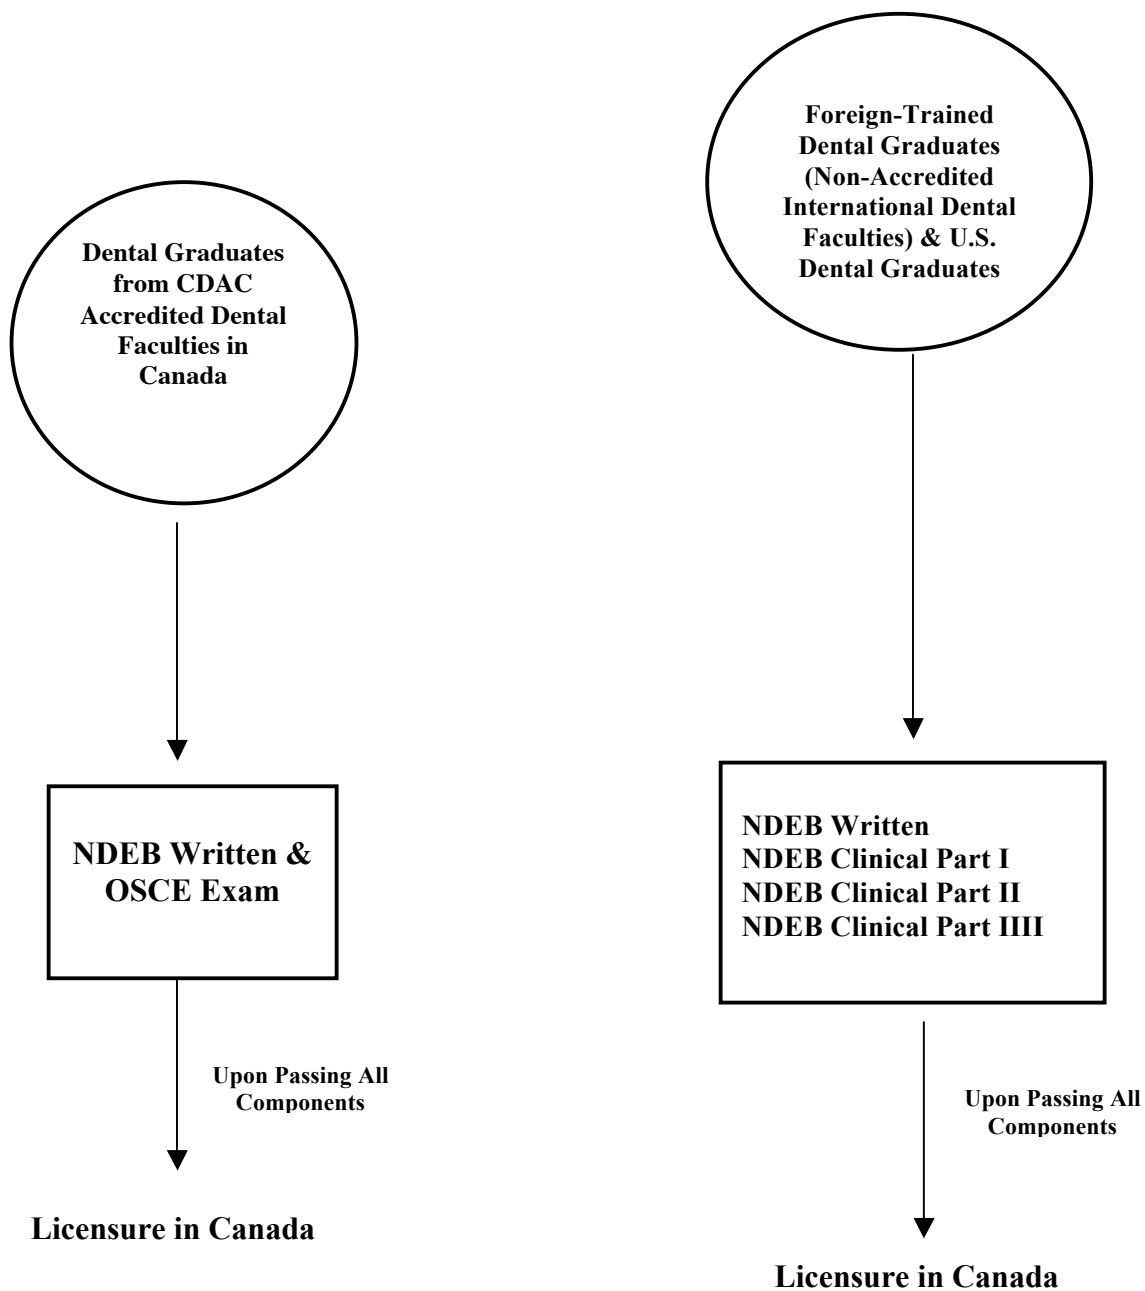 Dental Graduates
from CDAC
Accredited Dental
Faculties in
Canada
NDEB Written &
OSCE Exam
Upon Passing All
Components
Licensure in Canada
Foreign-Trained
Dental Graduates
(Non-Accredited
International Dental
Faculties) & U.S.
Dental Graduates
NDEB Written
NDEB Clinical Part I
NDEB Clinical Part II
NDEB Clinical Part IIII
Upon Passing All
Components
Licensure in Canada